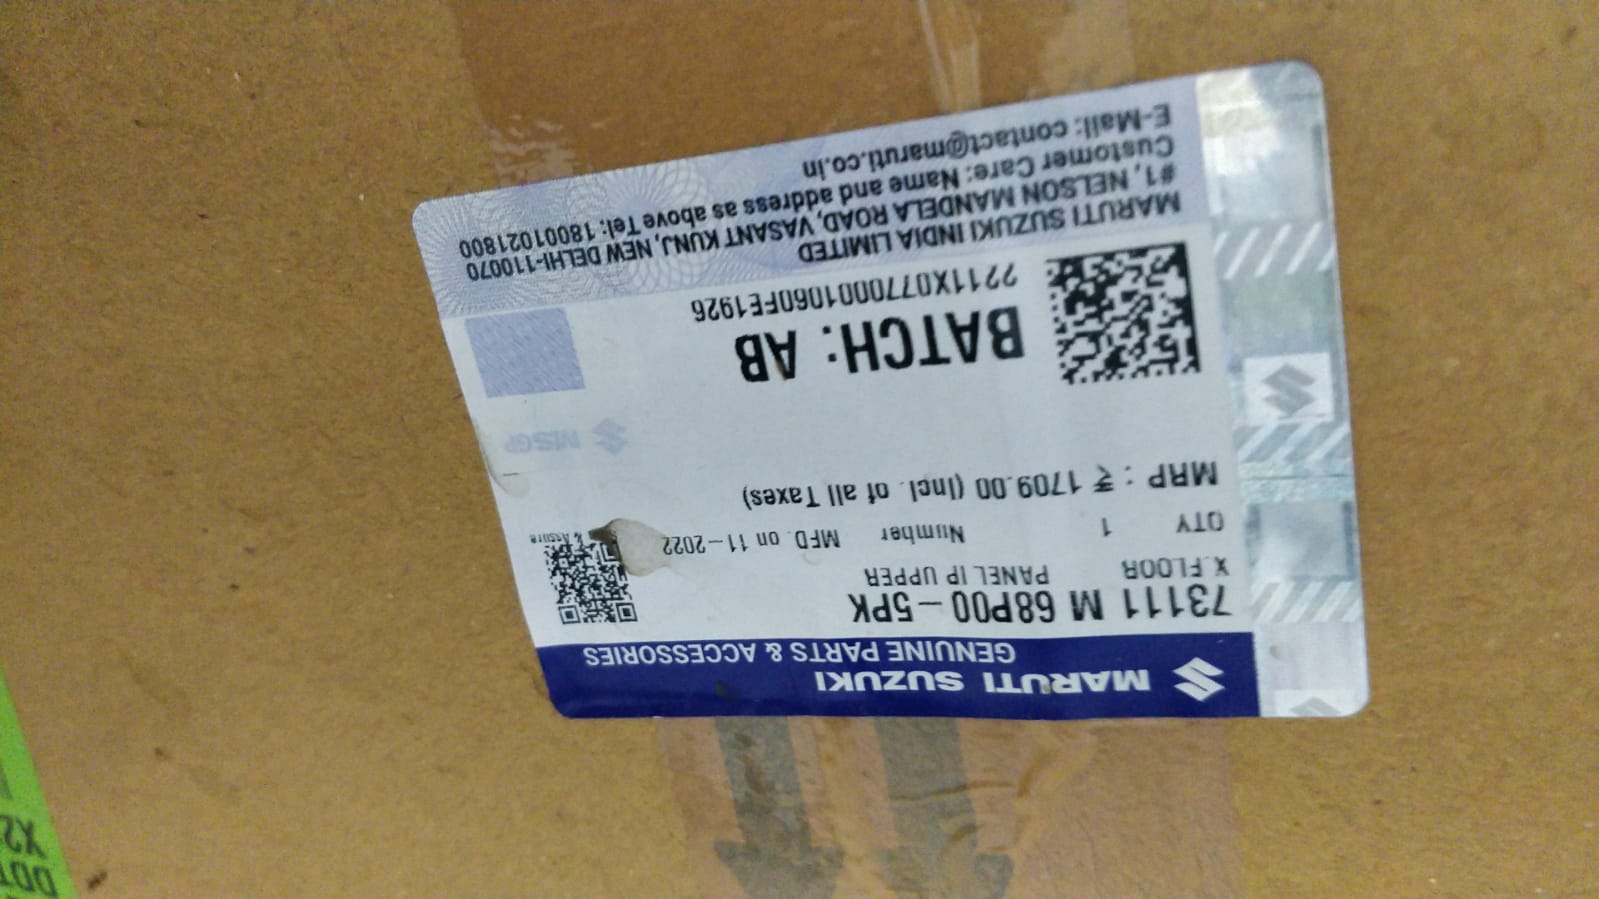 MARUTI SUZUKI
GENUINE PARTS & ACCESSORIES
73111 M 68P00-5PK
X.FLOOR PANEL IP UPPER
QTY 1 Number MFD. on 11-2022
& Assure
MRP : ₹ 1709.00 (Incl. of all Taxes)
MSGP
BATCH: AB
2211X0770001060FE1926
MARUTI SUZUKI INDIA LIMITED
#1, NELSON MANDELA ROAD, VASANT KUNJ, NEW DELHI-110070
Customer Care: Name and address as above Tel: 18001021800
E-Mail: contact@maruti.co.in